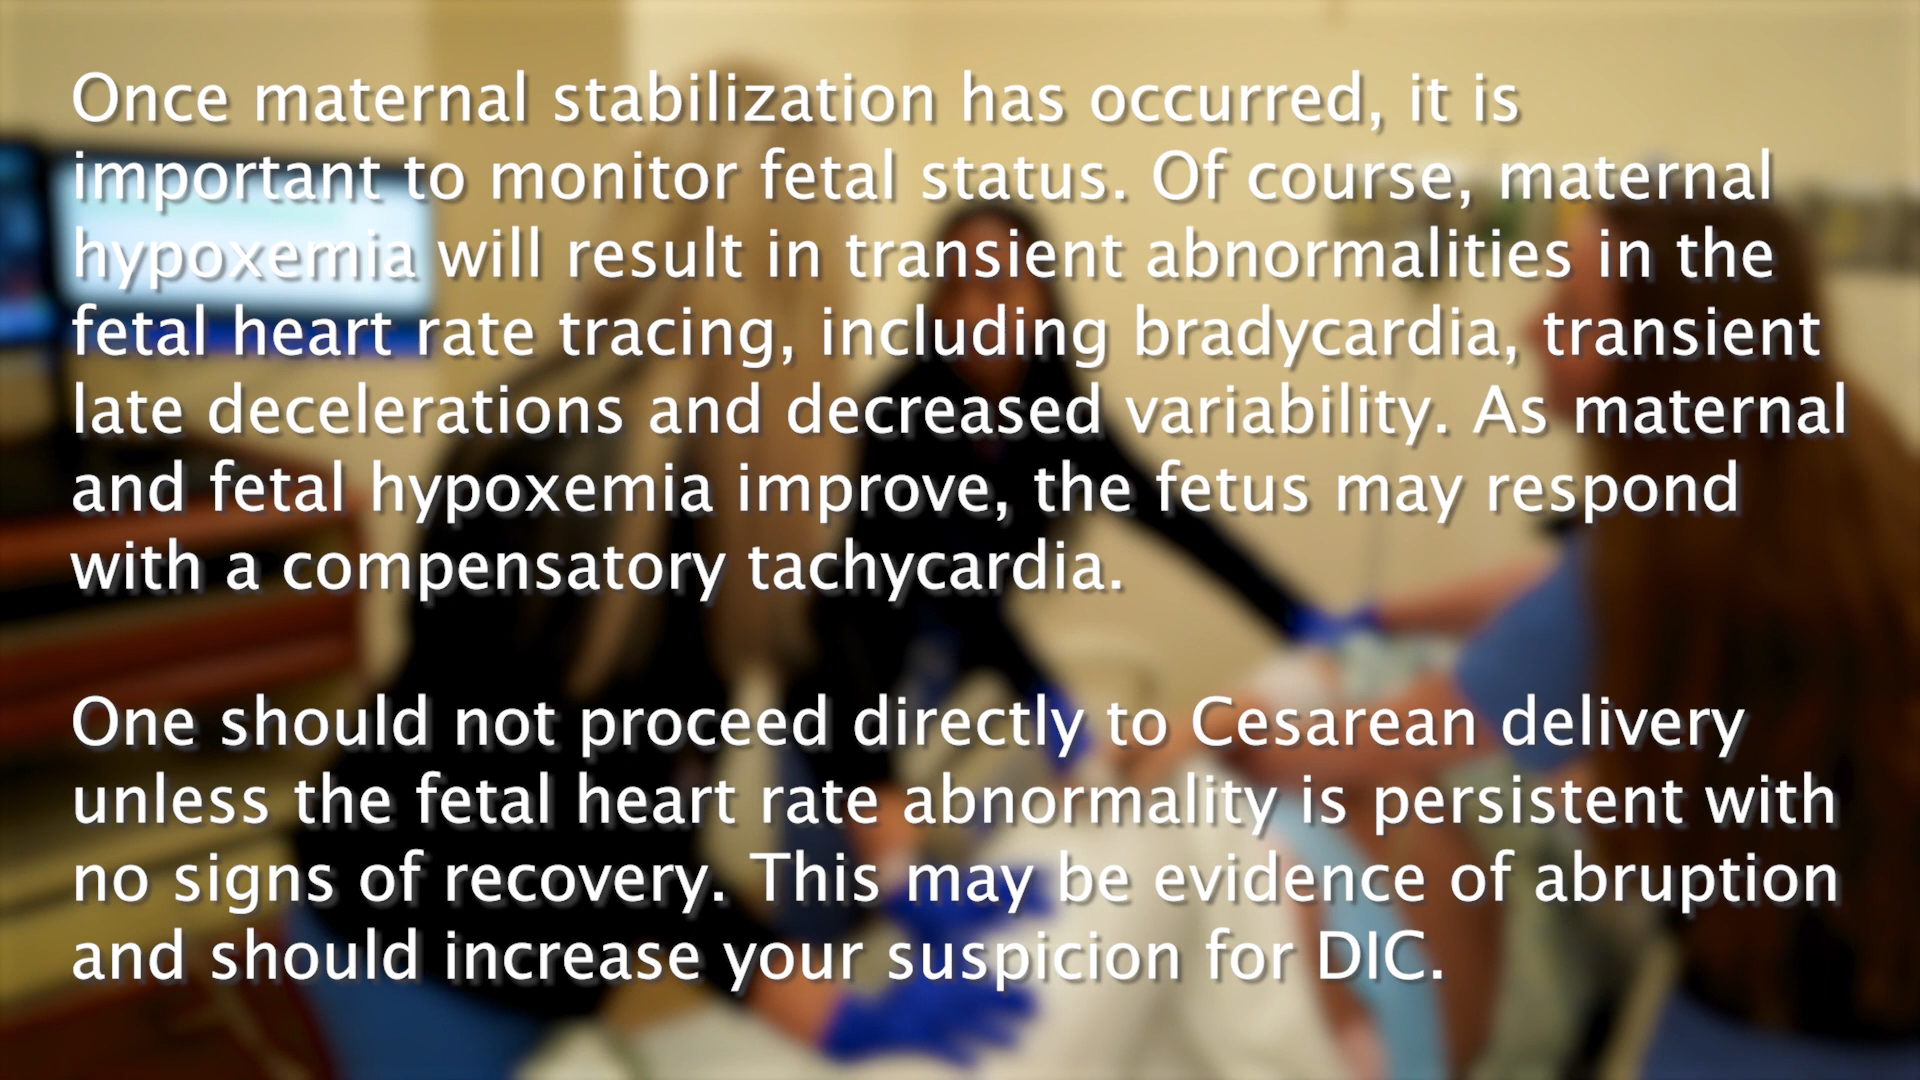 Once maternal stabilization has occurred, it is
important to monitor fetal status. Of course, maternal
hypoxemia will result in transient abnormalities in the
fetal heart rate tracing, including bradycardia, transient
late decelerations and decreased variability. As maternal
and fetal hypoxemia improve, the fetus may respond
with a compensatory tachycardia.
One should not proceed directly to Cesarean delivery
unless the fetal heart rate abnormality is persistent with
no signs of recovery. This may be evidence of abruption
and should increase your suspicion for DIC.